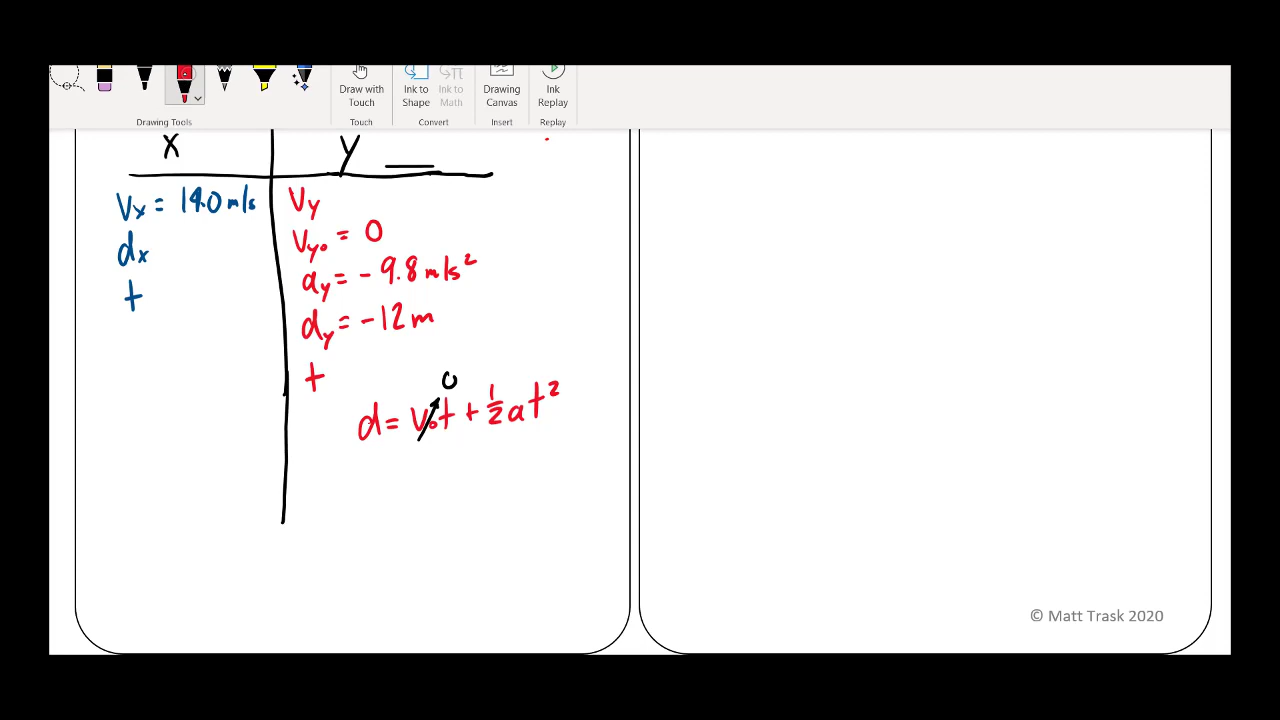 Draw with Touch
Ink to Shape
Ink to Math
Drawing Canvas
Ink Replay
Drawing Tools
Touch
Convert
Insert
Replay
x
y
Vx = 14.0 m/s
dx
t
Vy
Vyo = 0
ay = - 9.8 m/s²
dy = -12 m
t
0
d = Vot + ½at²
© Matt Trask 2020